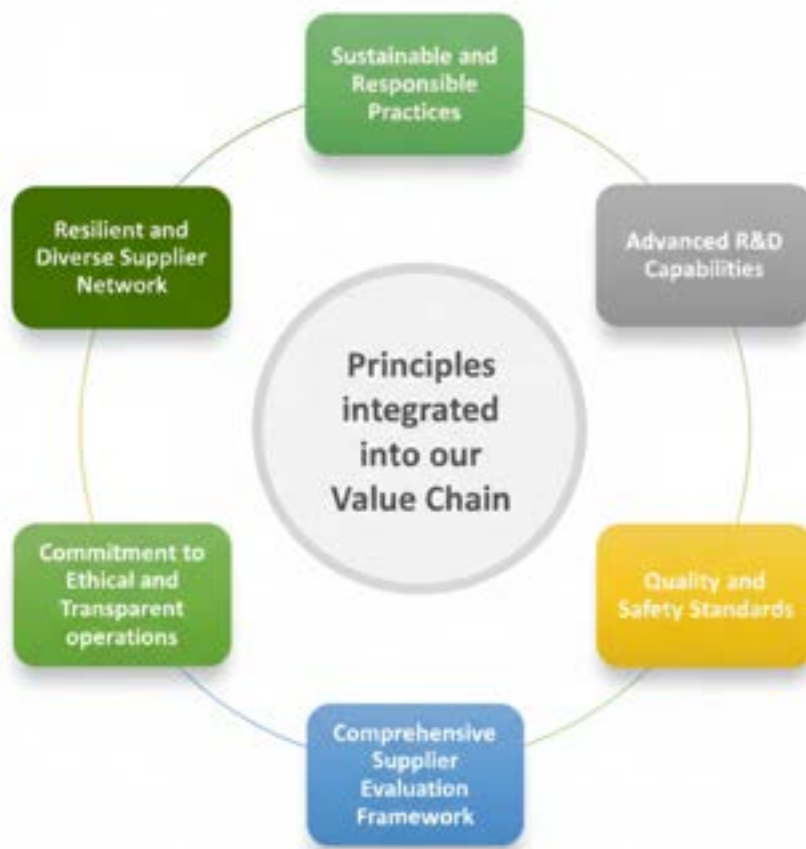 Sustainable and
Responsible
Practices
Advanced R&D
Capabilities
Quality and
Safety Standards
Comprehensive
Supplier
Evaluation
Framework
Commitment to
Ethical and
Transparent
operations
Resilient and
Diverse Supplier
Network
Principles
integrated
into our
Value Chain